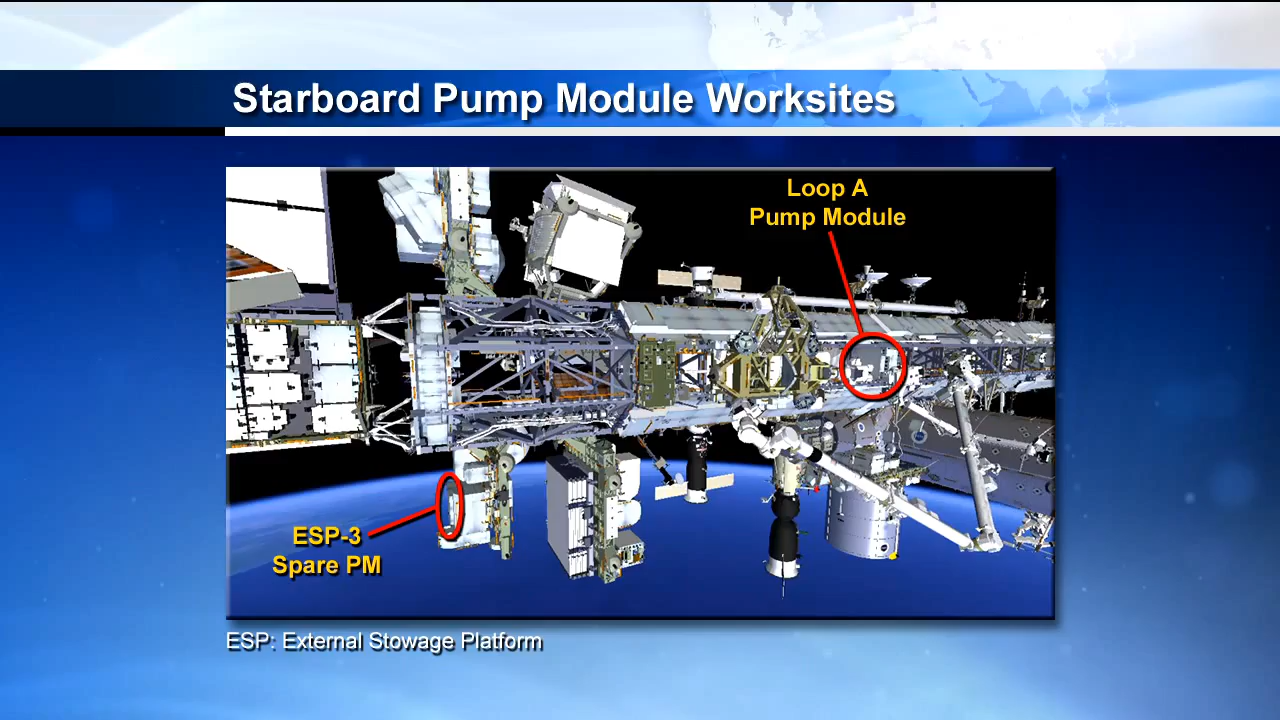 Starboard Pump Module Worksites
Loop A
Pump Module
ESP-3
Spare PM
ESP: External Stowage Platform